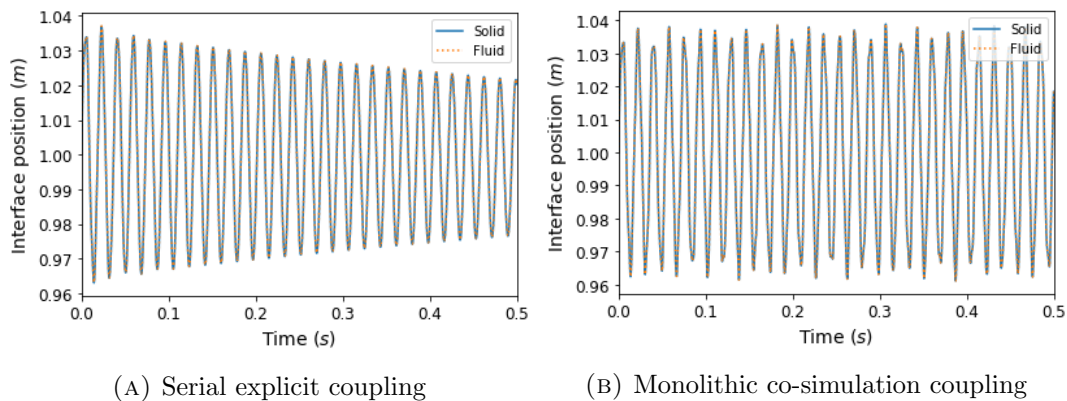 1.04
1.03
1.02
1.01
1.00
0.99
0.98
0.97
0.96
Interface position (m)
Solid
Fluid
0.0 0.1 0.2 0.3 0.4 0.5
Time (s)
(A) Serial explicit coupling
1.04
1.03
1.02
1.01
1.00
0.99
0.98
0.97
0.96
Interface position (m)
Solid
Fluid
0.0 0.1 0.2 0.3 0.4 0.5
Time (s)
(B) Monolithic co-simulation coupling